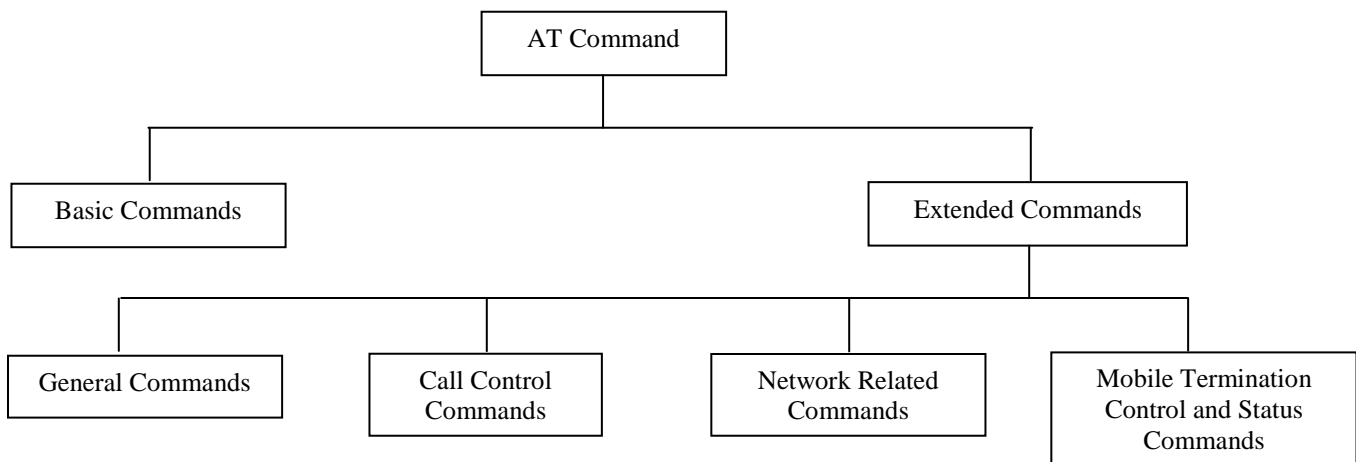 AT Command
Basic Commands
Extended Commands
General Commands
Call Control
Commands
Network Related
Commands
Mobile Termination
Control and Status
Commands